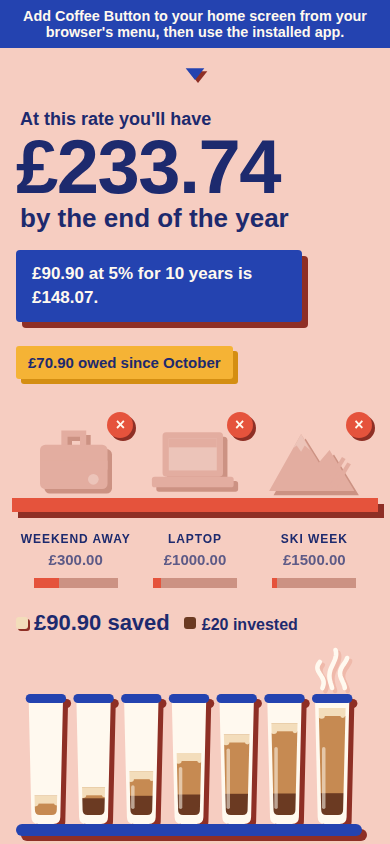 Add Coffee Button to your home screen from your
browser's menu, then use the installed app.
At this rate you'll have
£233.74
by the end of the year
£90.90 at 5% for 10 years is
£148.07.
£70.90 owed since October
× × ×
WEEKEND AWAY LAPTOP SKI WEEK
£300.00 £1000.00 £1500.00
£90.90 saved £20 invested